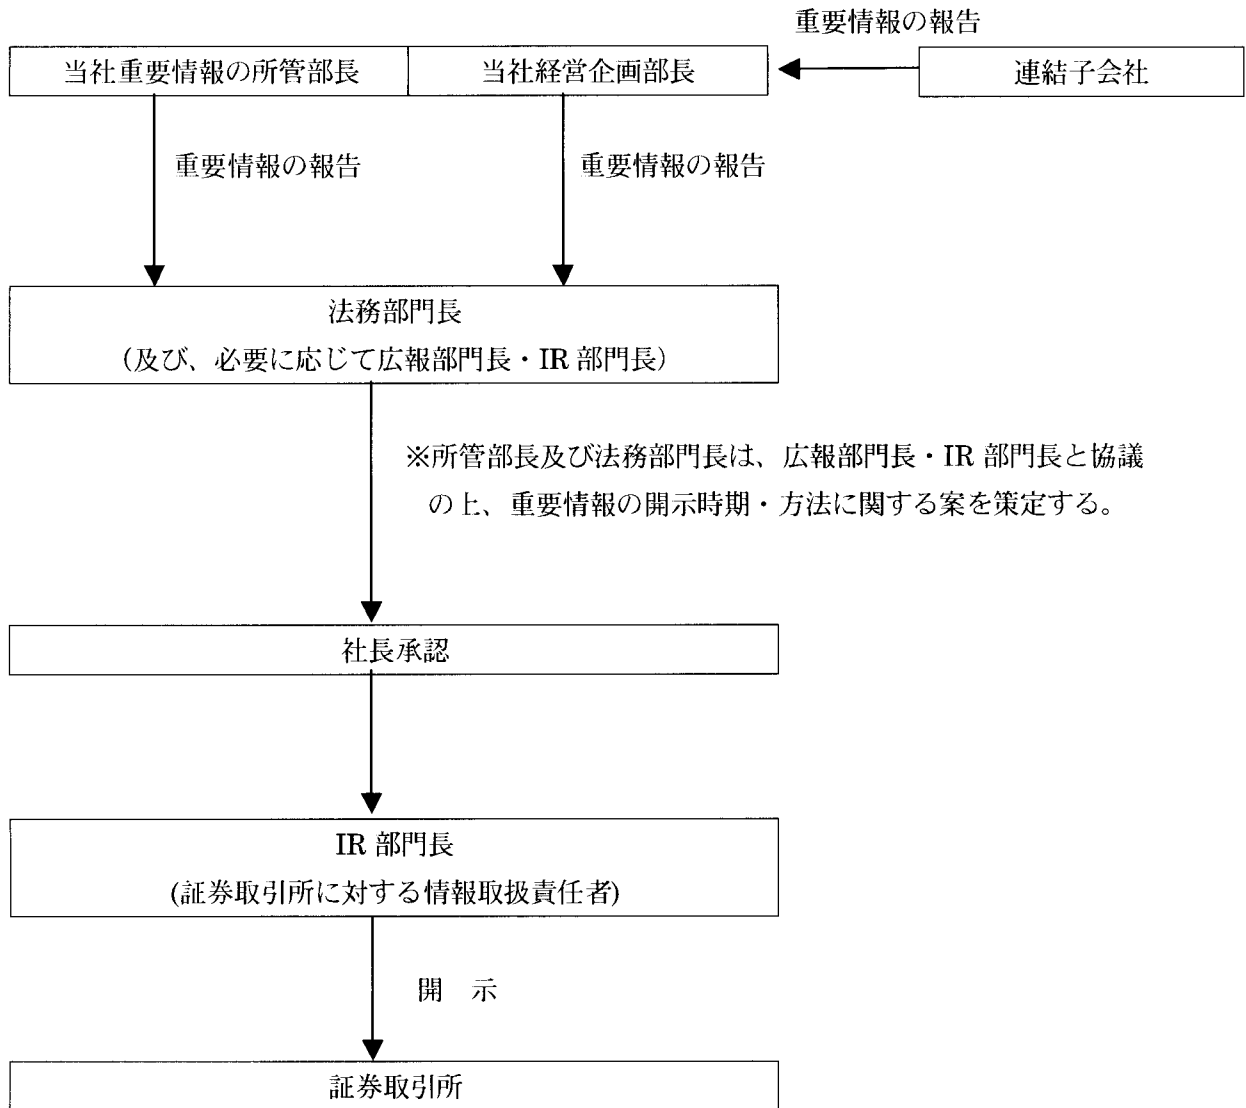 重要情報の報告
当社重要情報の所管部長
当社経営企画部長
連結子会社
重要情報の報告
重要情報の報告
法務部門長
(及び、必要に応じて広報部門長・IR 部門長)
※所管部長及び法務部門長は、広報部門長・IR 部門長と協議
の上、重要情報の開示時期・方法に関する案を策定する。
社長承認
IR 部門長
(証券取引所に対する情報取扱責任者)
開 示
証券取引所